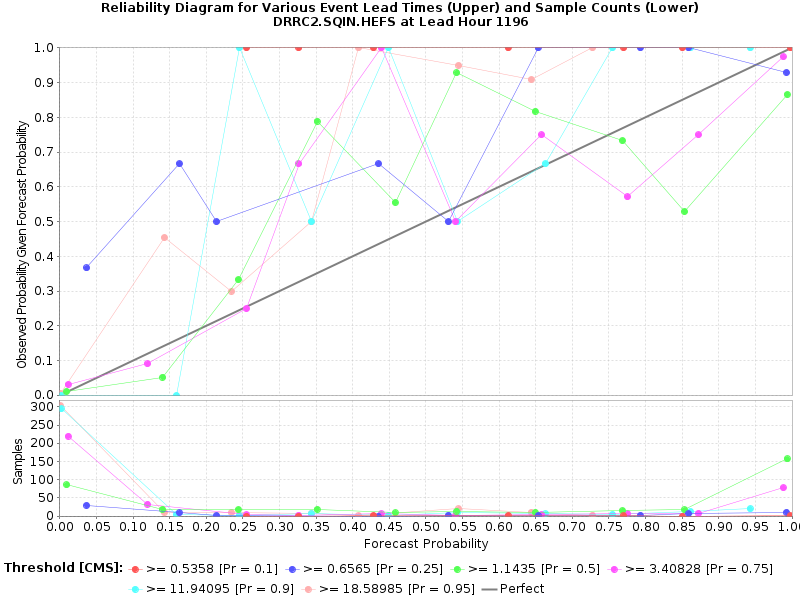 Reliability Diagram for Various Event Lead Times (Upper) and Sample Counts (Lower)
DRRC2.SQIN.HEFS at Lead Hour 1196
Observed Probability Given Forecast Probability
1.0
0.9
0.8
0.7
0.6
0.5
0.4
0.3
0.2
0.1
0.0
Samples
300
250
200
150
100
50
0
0.00 0.05 0.10 0.15 0.20 0.25 0.30 0.35 0.40 0.45 0.50 0.55 0.60 0.65 0.70 0.75 0.80 0.85 0.90 0.95 1.0
Forecast Probability
Threshold [CMS]: >= 0.5358 [Pr = 0.1] >= 0.6565 [Pr = 0.25] >= 1.1435 [Pr = 0.5] >= 3.40828 [Pr = 0.75]
>= 11.94095 [Pr = 0.9] >= 18.58985 [Pr = 0.95] Perfect